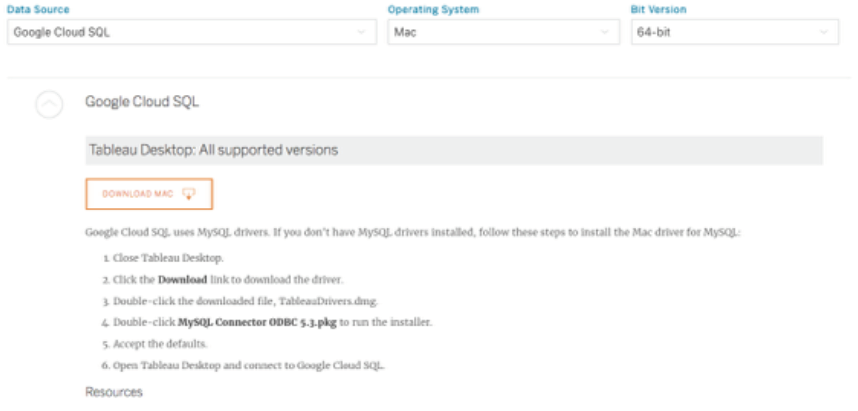 Data Source Operating System Bit Version
Google Cloud SQL Mac 64-bit
Google Cloud SQL
Tableau Desktop: All supported versions
DOWNLOAD MAC
Google Cloud SQL uses MySQL drivers. If you don't have MySQL drivers installed, follow these steps to install the Mac driver for MySQL:
1. Close Tableau Desktop.
2. Click the Download link to download the driver.
3. Double-click the downloaded file, TableauDrivers.dmg.
4. Double-click MySQL Connector ODBC 5.3.pkg to run the installer.
5. Accept the defaults.
6. Open Tableau Desktop and connect to Google Cloud SQL.
Resources